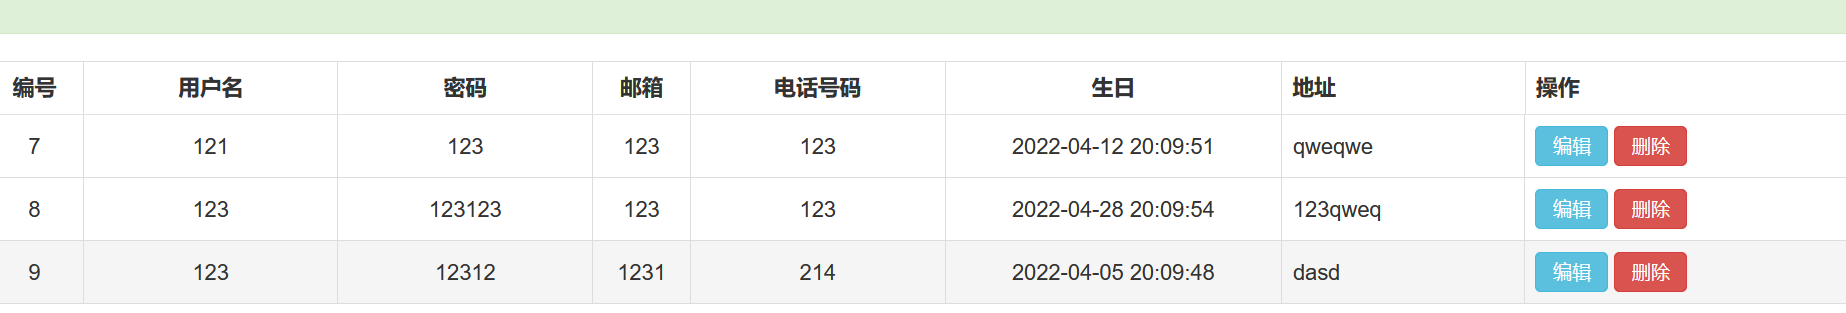 编号 用户名 密码 邮箱 电话号码 生日 地址 操作
7 121 123 123 123 2022-04-12 20:09:51 qweqwe 编辑 删除
8 123 123123 123 123 2022-04-28 20:09:54 123qweq 编辑 删除
9 123 12312 1231 214 2022-04-05 20:09:48 dasd 编辑 删除